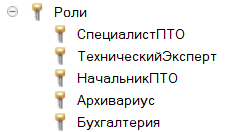 Роли
СпециалистПТО
ТехническийЭксперт
НачальникПТО
Архивариус
Бухгалтерия